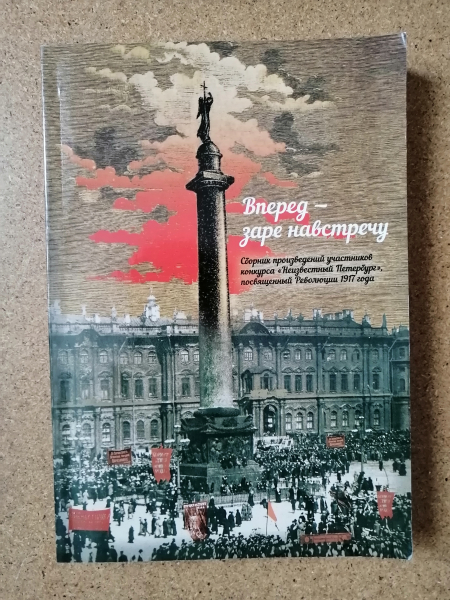 Вперед –
заре навстречу
Сборник произведений участников
конкурса «Неизвестный Петербург»,
посвященный Революции 1917 года